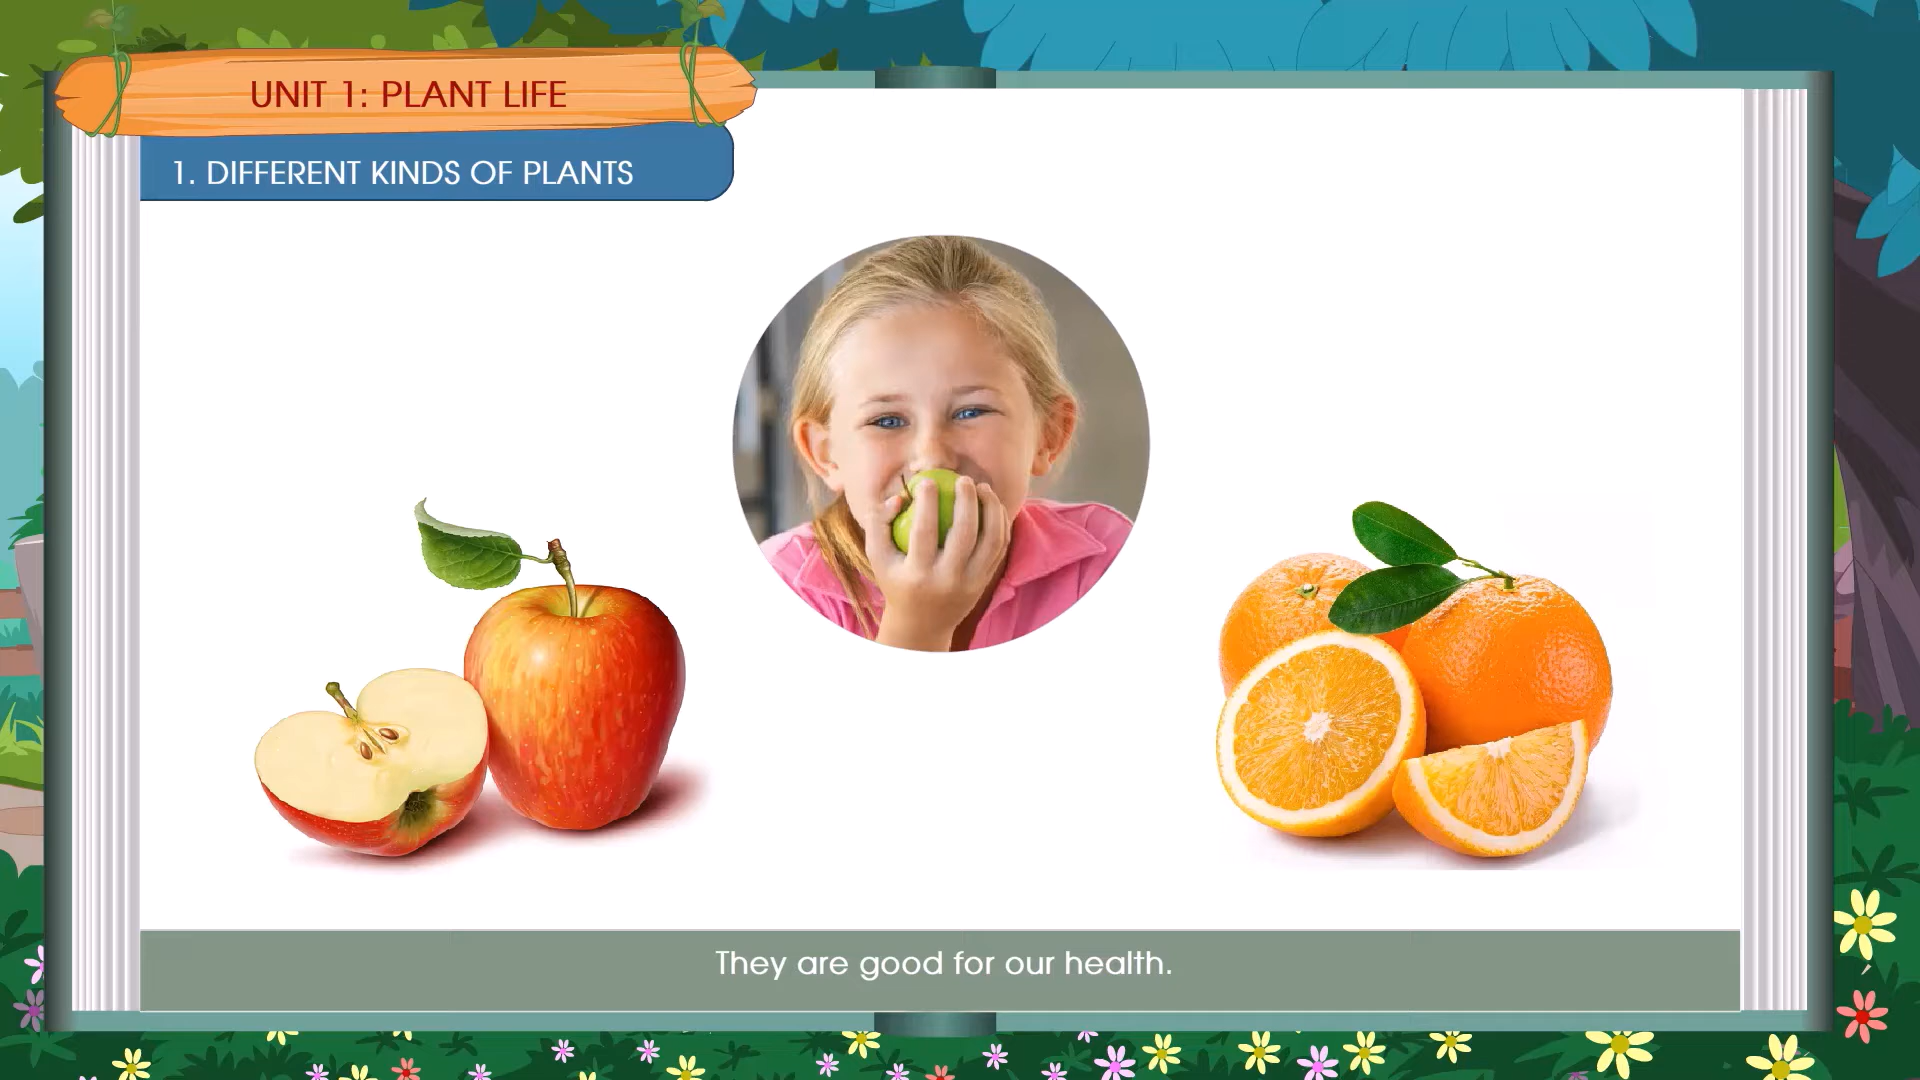 UNIT 1: PLANT LIFE
1. DIFFERENT KINDS OF PLANTS
They are good for our health.